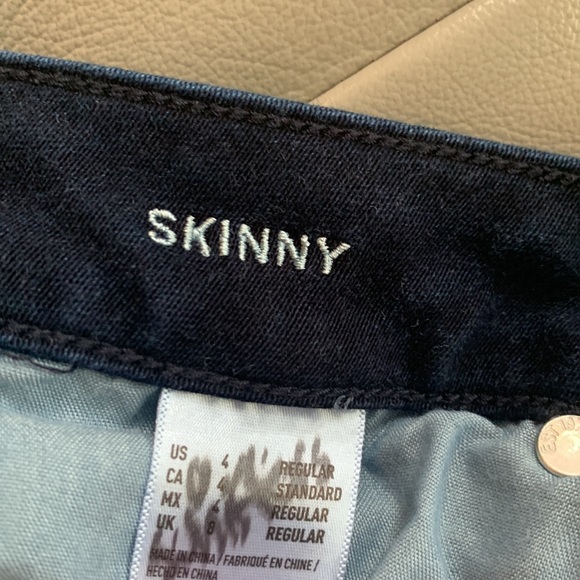 SKINNY
US 4 REGULAR
CA 4 STANDARD
MX 4 REGULAR
UK 8 REGULAR
MADE IN CHINA / FABRIQUÉ EN CHINE /
HECHO EN CHINA
EST